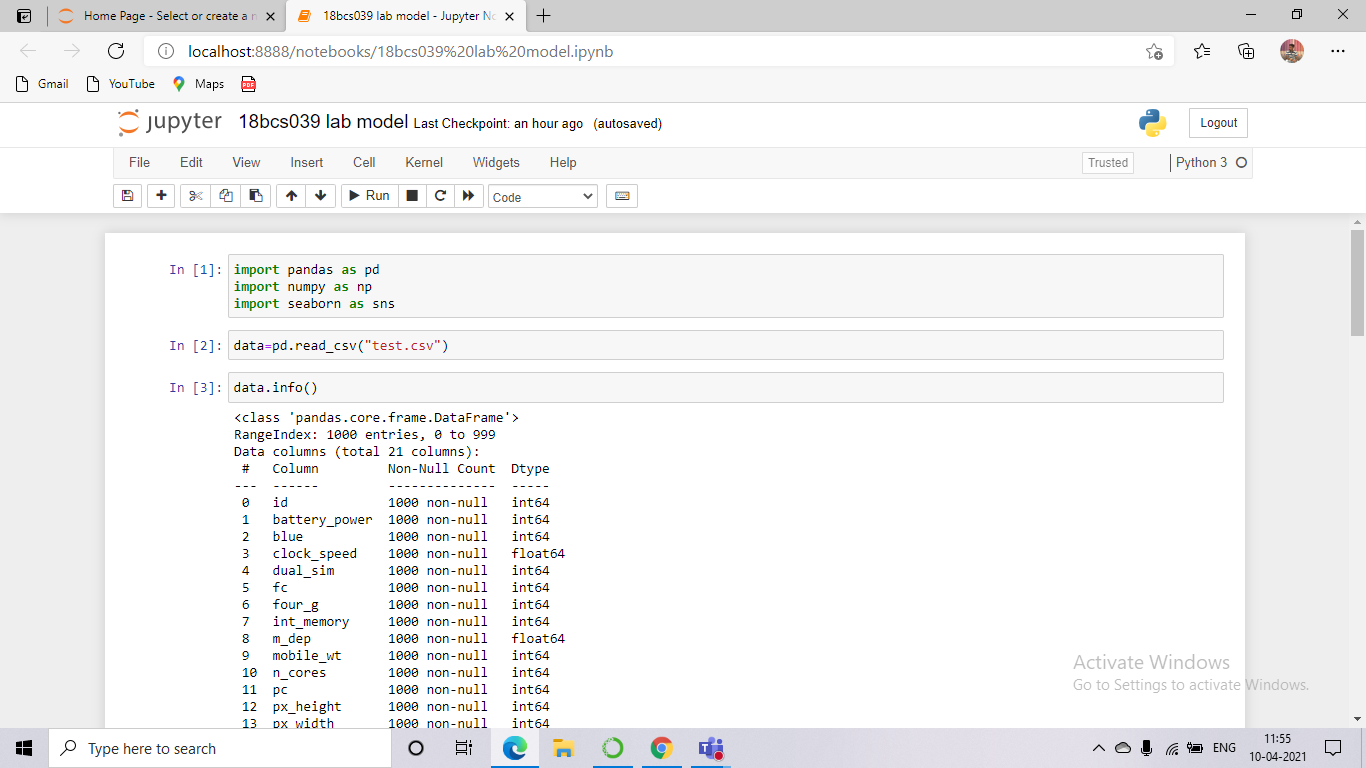 Home Page - Select or create a n
18bcs039 lab model - Jupyter No
localhost:8888/notebooks/18bcs039%20lab%20model.ipynb
Gmail
YouTube
Maps
PDF
jupyter 18bcs039 lab model Last Checkpoint: an hour ago (autosaved)
Logout
File Edit View Insert Cell Kernel Widgets Help
Trusted
Python 3
Run
Code
In [1]: import pandas as pd
import numpy as np
import seaborn as sns
In [2]: data=pd.read_csv("test.csv")
In [3]: data.info()
<class 'pandas.core.frame.DataFrame'>
RangeIndex: 1000 entries, 0 to 999
Data columns (total 21 columns):
# Column Non-Null Count Dtype
--- ------ -------------- -----
0 id 1000 non-null int64
1 battery_power 1000 non-null int64
2 blue 1000 non-null int64
3 clock_speed 1000 non-null float64
4 dual_sim 1000 non-null int64
5 fc 1000 non-null int64
6 four_g 1000 non-null int64
7 int_memory 1000 non-null int64
8 m_dep 1000 non-null float64
9 mobile_wt 1000 non-null int64
10 n_cores 1000 non-null int64
11 pc 1000 non-null int64
12 px_height 1000 non-null int64
13 px_width 1000 non-null int64
Activate Windows
Go to Settings to activate Windows.
Type here to search
ENG
11:55
10-04-2021